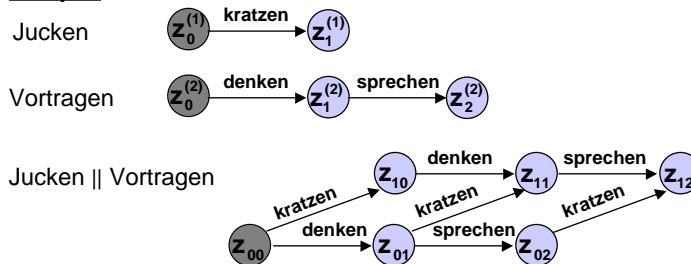 kratzen
Jucken z₀⁽¹⁾ z₁⁽¹⁾
denken sprechen
Vortragen z₀⁽²⁾ z₁⁽²⁾ z₂⁽²⁾
denken sprechen
Jucken || Vortragen z₁₀ z₁₁ z₁₂
kratzen kratzen kratzen
denken sprechen
z₀₀ z₀₁ z₀₂